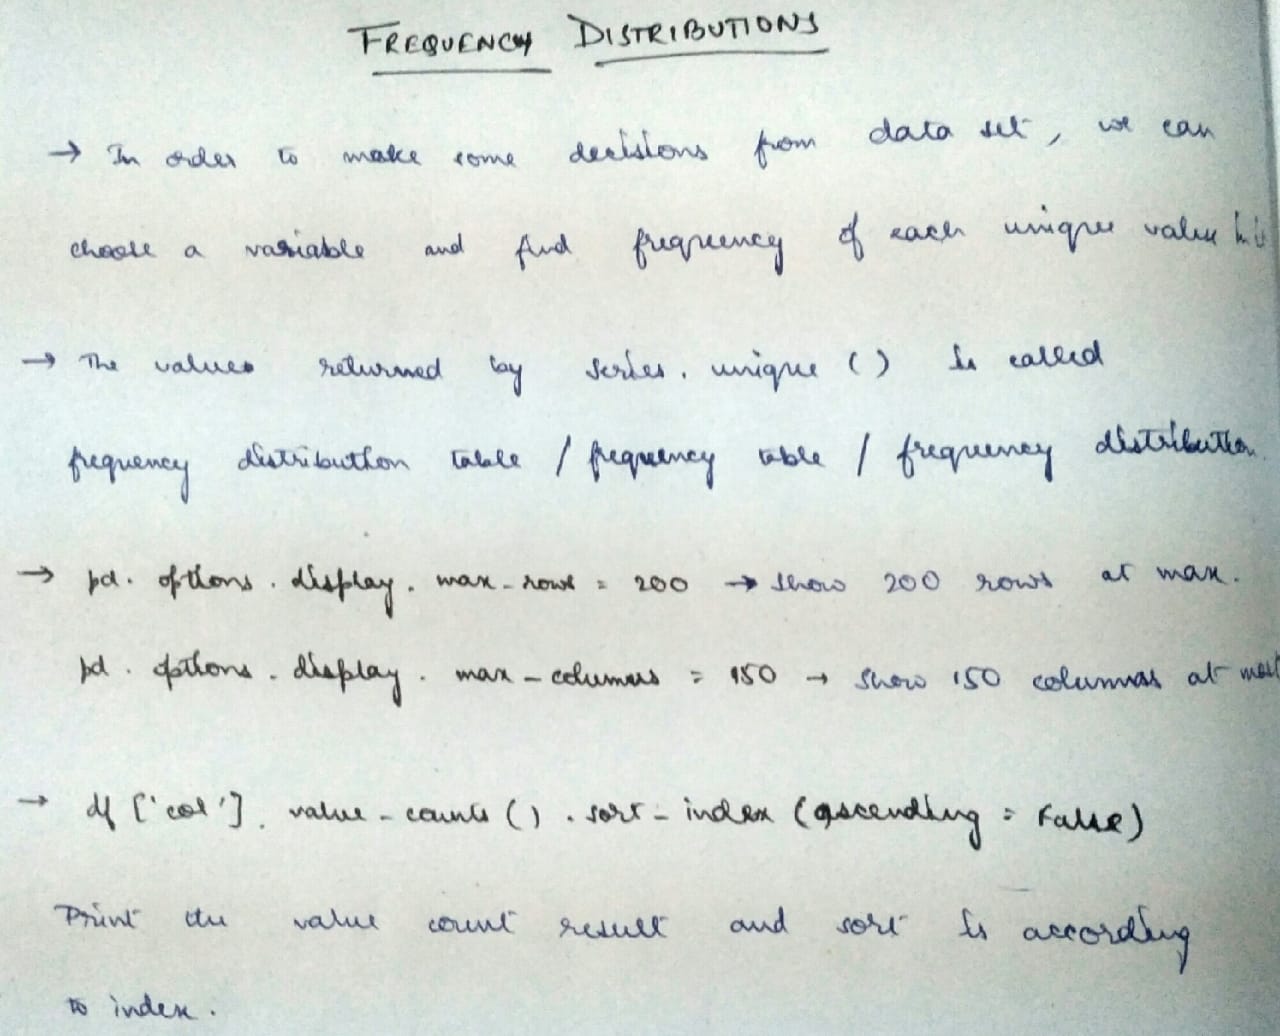 FREQUENCY DISTRIBUTIONS
→ In order to make some decisions from data set, we can
choose a variable and find frequency of each unique value in it
→ The values returned by series.unique() is called
frequency distribution table / frequency table / frequency distribution.
→ pd.options.display.max_rows = 200 → show 200 rows at max.
pd.options.display.max_columns = 150 → show 150 columns at most
→ df['col'].value_counts().sort_index(ascending = False)
Print the value count result and sort is according
to index.